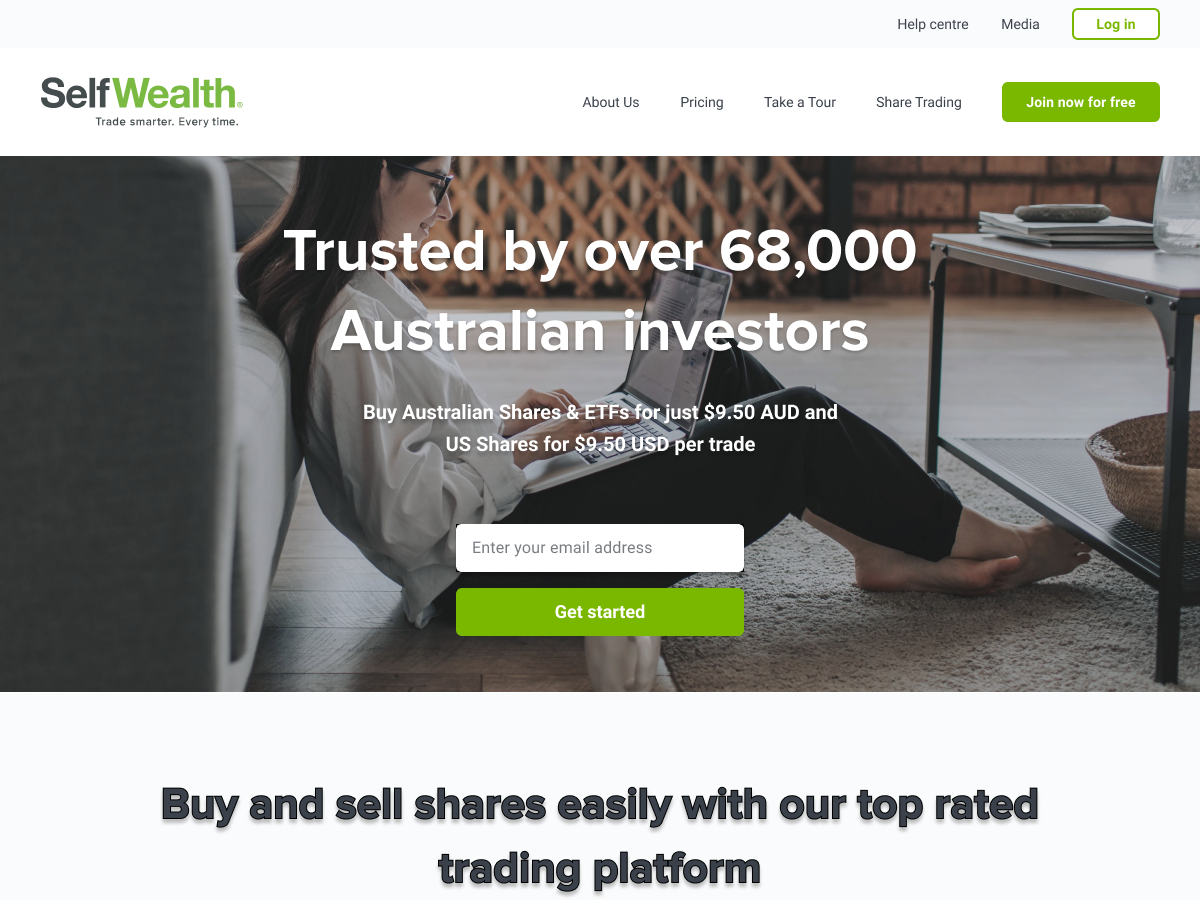 Help centre
Media
Log in
SelfWealth®
Trade smarter. Every time.
About Us
Pricing
Take a Tour
Share Trading
Join now for free
Trusted by over 68,000
Australian investors
Buy Australian Shares & ETFs for just $9.50 AUD and
US Shares for $9.50 USD per trade
Enter your email address
Get started
Buy and sell shares easily with our top rated
trading platform